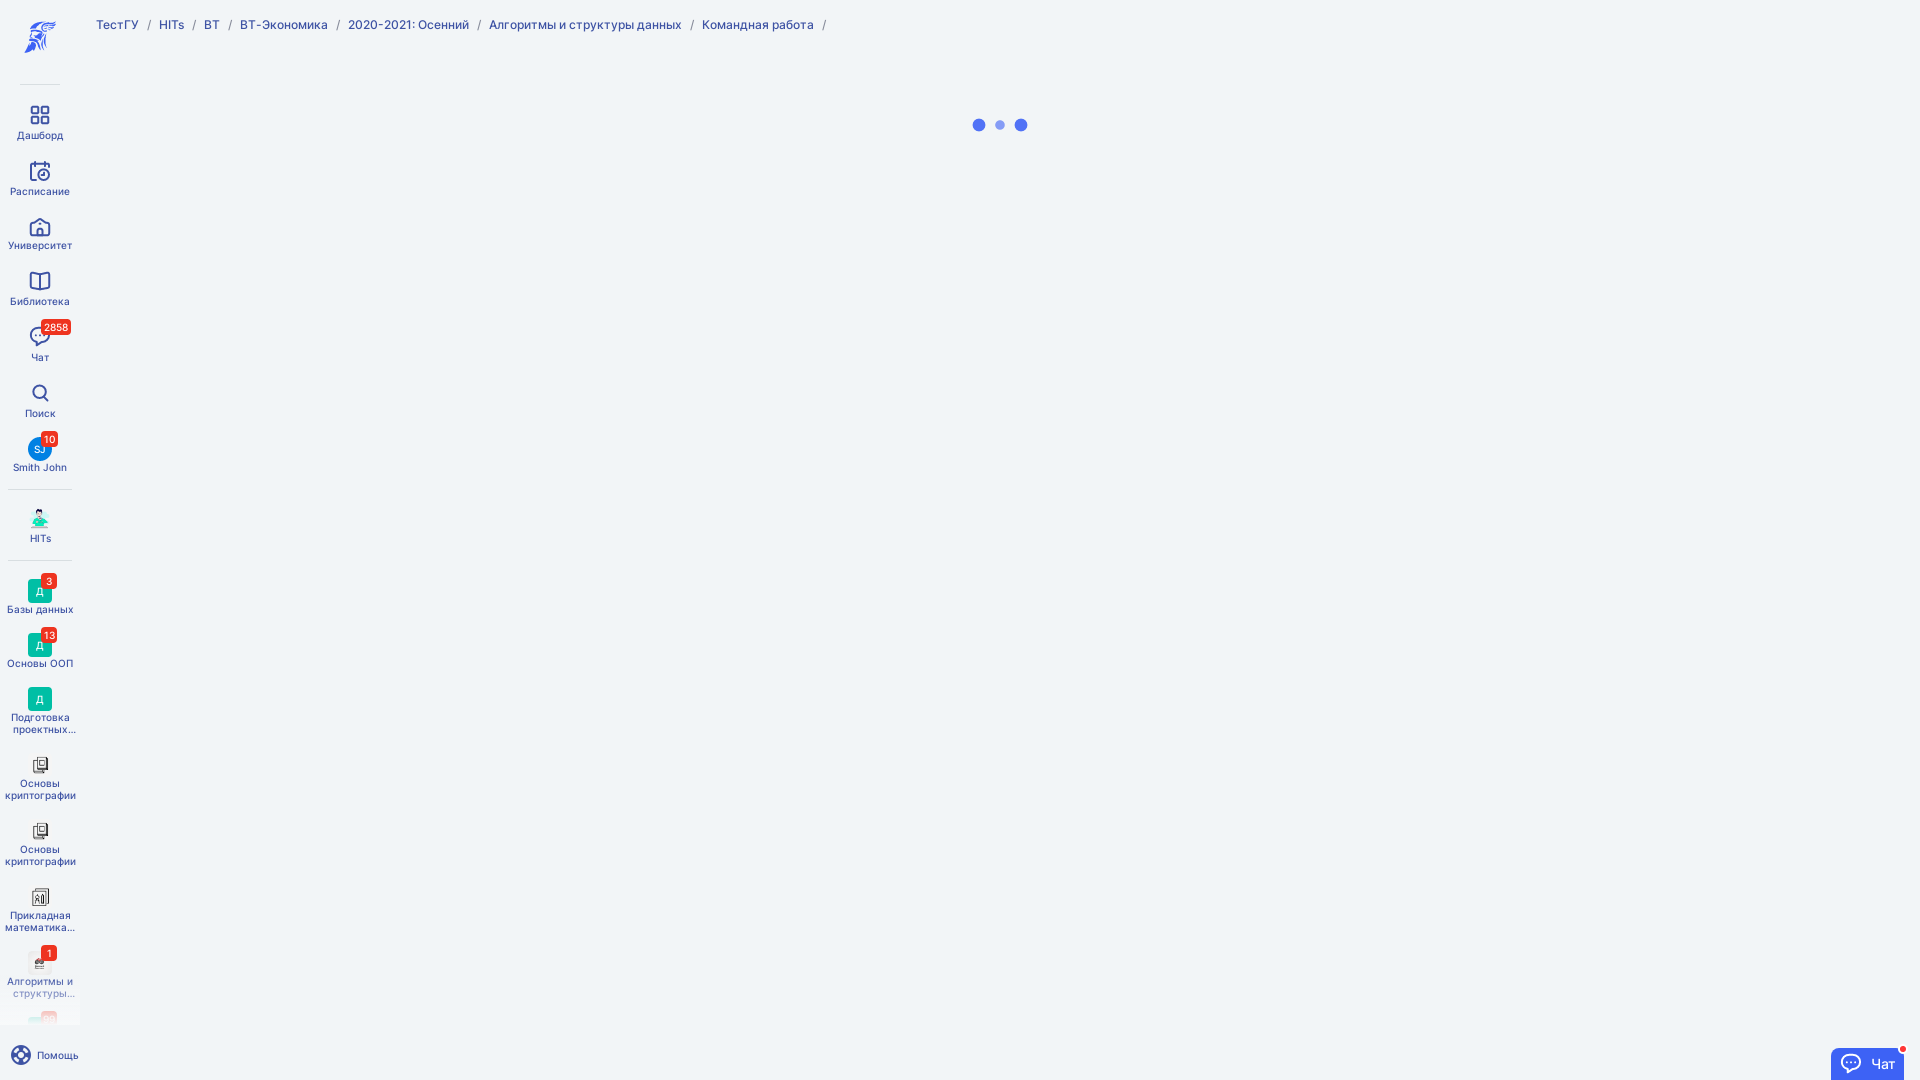 ТестГУ / HITs / ВТ / ВТ-Экономика / 2020-2021: Осенний / Алгоритмы и структуры данных / Командная работа /
Дашборд
Расписание
Университет
Библиотека
2858
Чат
Поиск
10
SJ
Smith John
HITs
3
Д
Базы данных
13
Д
Основы ООП
Д
Подготовка
проектных...
Основы
криптографии
Основы
криптографии
Прикладная
математика...
1
Алгоритмы и
структуры...
Помощь
Чат